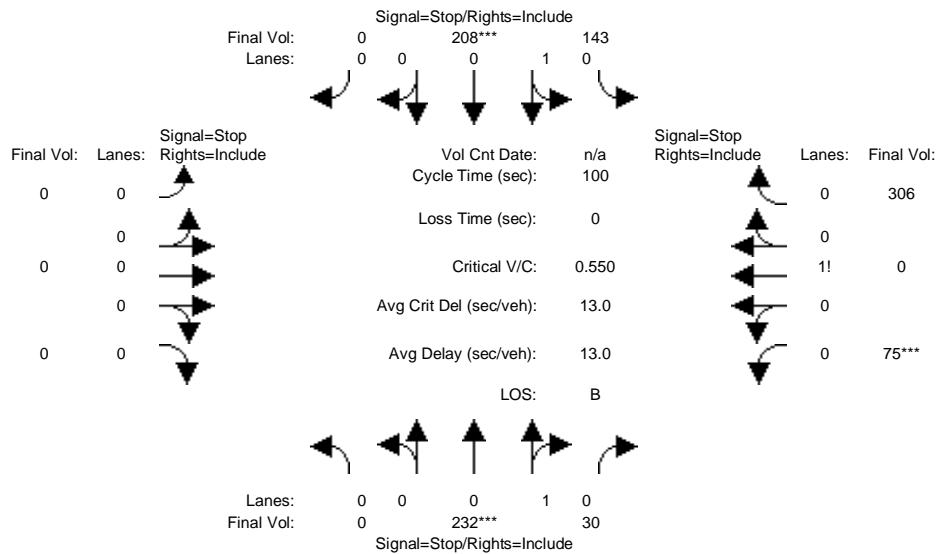 Signal=Stop/Rights=Include
Final Vol: 0 208*** 143
Lanes: 0 0 0 1 0
Signal=Stop Signal=Stop
Final Vol: Lanes: Rights=Include Vol Cnt Date: n/a Rights=Include Lanes: Final Vol:
Cycle Time (sec): 100
0 0 0 306
Loss Time (sec): 0
0 0
0 0 Critical V/C: 0.550 1! 0
0 Avg Crit Del (sec/veh): 13.0 0
0 0 Avg Delay (sec/veh): 13.0 0 75***
LOS: B
Lanes: 0 0 0 1 0
Final Vol: 0 232*** 30
Signal=Stop/Rights=Include